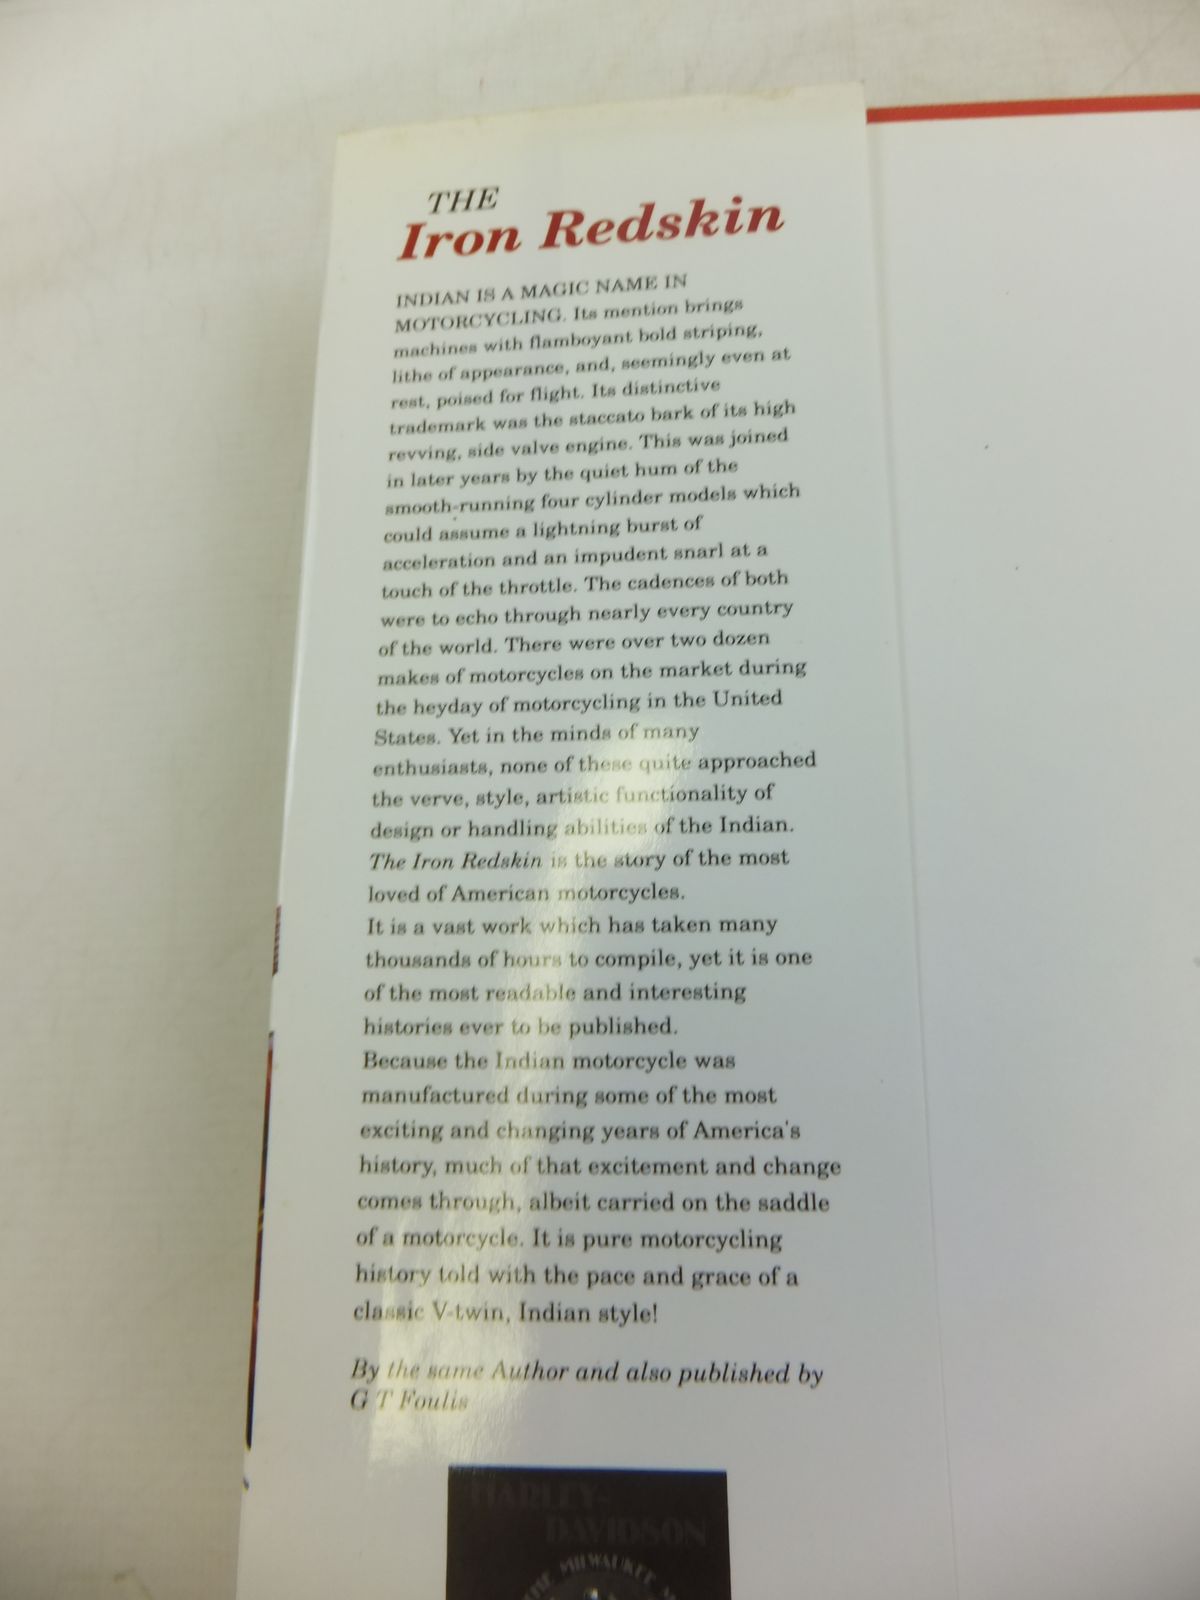 THE
Iron Redskin
INDIAN IS A MAGIC NAME IN
MOTORCYCLING. Its mention brings
machines with flamboyant bold striping,
lithe of appearance, and, seemingly even at
rest, poised for flight. Its distinctive
trademark was the staccato bark of its high
revving, side valve engine. This was joined
in later years by the quiet hum of the
smooth-running four cylinder models which
could assume a lightning burst of
acceleration and an impudent snarl at a
touch of the throttle. The cadences of both
were to echo through nearly every country
of the world. There were over two dozen
makes of motorcycles on the market during
the heyday of motorcycling in the United
States. Yet in the minds of many
enthusiasts, none of these quite approached
the verve, style, artistic functionality of
design or handling abilities of the Indian.
The Iron Redskin is the story of the most
loved of American motorcycles.
It is a vast work which has taken many
thousands of hours to compile, yet it is one
of the most readable and interesting
histories ever to be published.
Because the Indian motorcycle was
manufactured during some of the most
exciting and changing years of America's
history, much of that excitement and change
comes through, albeit carried on the saddle
of a motorcycle. It is pure motorcycling
history told with the pace and grace of a
classic V-twin, Indian style!
By the same Author and also published by
G T Foulis
HARLEY-
DAVIDSON
THE MILWAUKEE